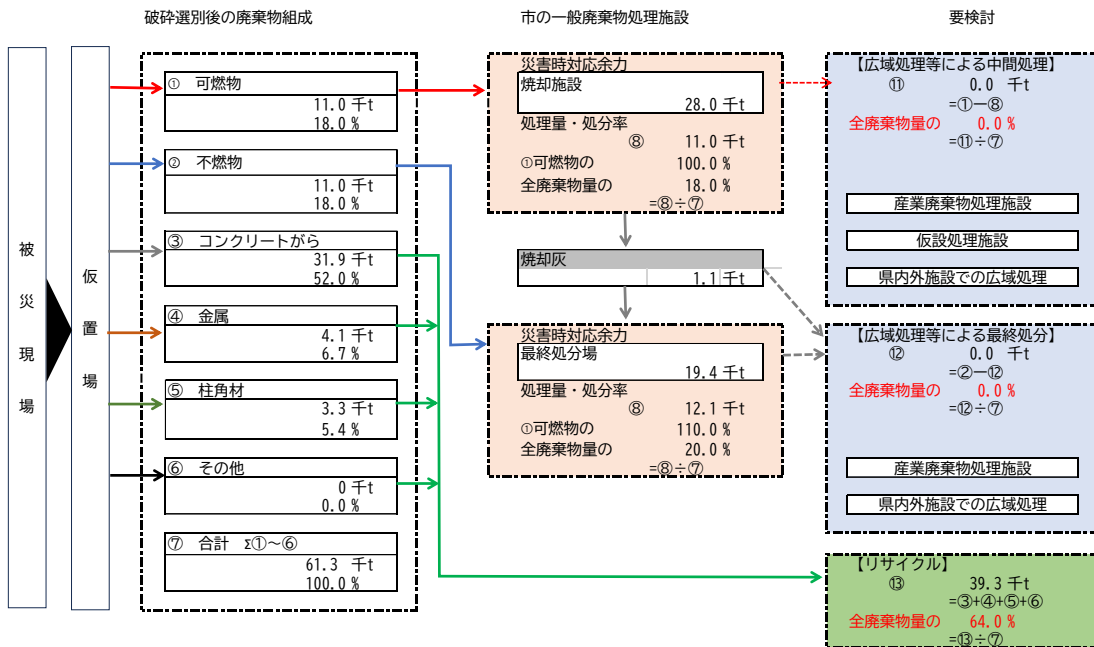 破砕選別後の廃棄物組成
市の一般廃棄物処理施設
要検討
被災現場
仮置場
① 可燃物
11.0 千t
18.0 %
② 不燃物
11.0 千t
18.0 %
③ コンクリートがら
31.9 千t
52.0 %
④ 金属
4.1 千t
6.7 %
⑤ 柱角材
3.3 千t
5.4 %
⑥ その他
0 千t
0.0 %
⑦ 合計 Σ①～⑥
61.3 千t
100.0 %
災害時対応余力
焼却施設
28.0 千t
処理量・処分率
⑧ 11.0 千t
①可燃物の 100.0 %
全廃棄物量の 18.0 %
=⑧÷⑦
焼却灰
1.1 千t
災害時対応余力
最終処分場
19.4 千t
処理量・処分率
⑧ 12.1 千t
①可燃物の 110.0 %
全廃棄物量の 20.0 %
=⑧÷⑦
【広域処理等による中間処理】
⑪ 0.0 千t
=①ー⑧
全廃棄物量の 0.0 %
=⑪÷⑦
産業廃棄物処理施設
仮設処理施設
県内外施設での広域処理
【広域処理等による最終処分】
⑫ 0.0 千t
=②ー⑫
全廃棄物量の 0.0 %
=⑫÷⑦
産業廃棄物処理施設
県内外施設での広域処理
【リサイクル】
⑬ 39.3 千t
=③+④+⑤+⑥
全廃棄物量の 64.0 %
=⑬÷⑦